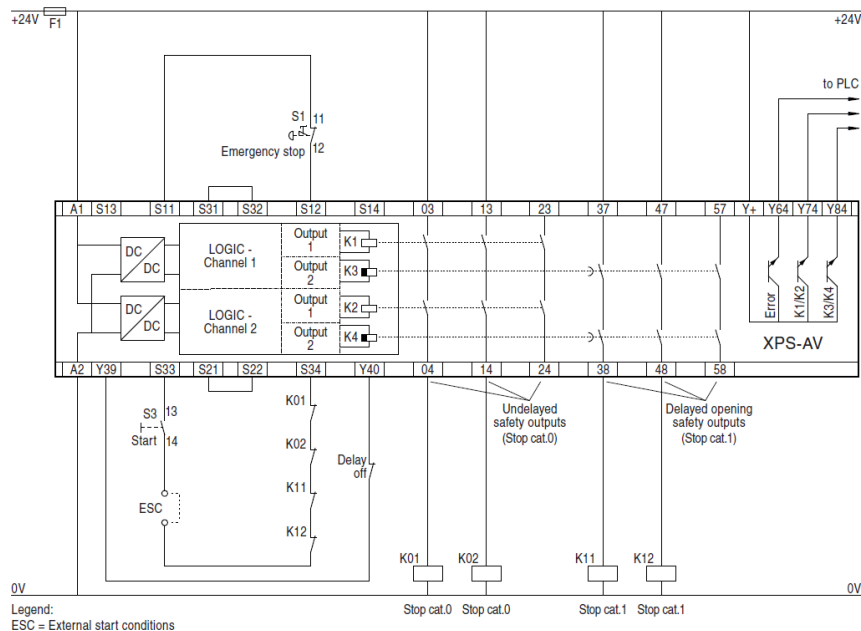 +24V F1 +24V
to PLC
S1 11
Emergency stop 12
A1 S13 S11 S31 S32 S12 S14 03 13 23 37 47 57 Y+ Y64 Y74 Y84
DC DC
LOGIC - Channel 1
Output 1
K1
Output 2
K3
DC DC
LOGIC - Channel 2
Output 1
K2
Output 2
K4
Error
K1/K2
K3/K4
XPS-AV
A2 Y39 S33 S21 S22 S34 Y40 04 14 24 38 48 58
S3 13
Start 14
ESC
K01
K02
K11
K12
Delay
off
Undelayed
safety outputs
(Stop cat.0)
Delayed opening
safety outputs
(Stop cat.1)
K01 K02 K11 K12
0V 0V
Stop cat.0 Stop cat.0 Stop cat.1 Stop cat.1
Legend:
ESC = External start conditions